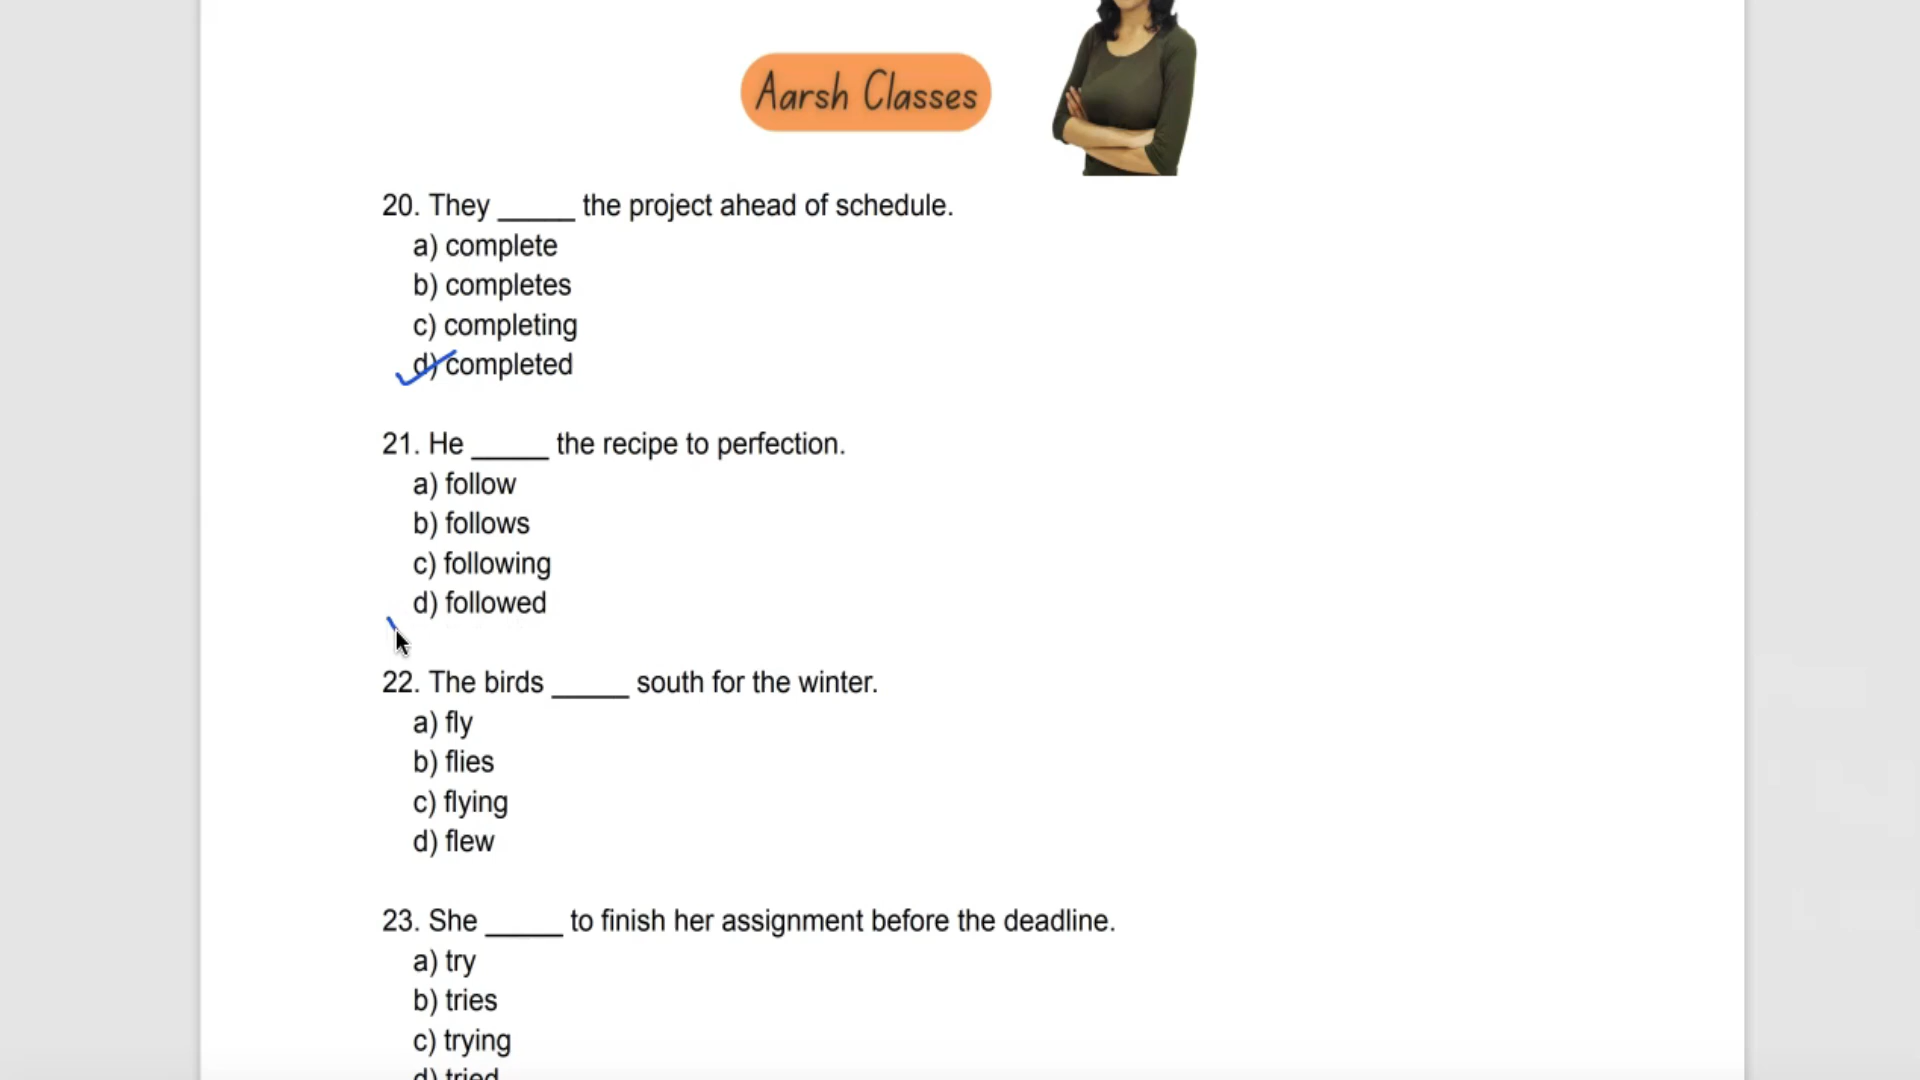 Aarsh Classes
20. They _____ the project ahead of schedule.
a) complete
b) completes
c) completing
d) completed
21. He _____ the recipe to perfection.
a) follow
b) follows
c) following
d) followed
22. The birds _____ south for the winter.
a) fly
b) flies
c) flying
d) flew
23. She _____ to finish her assignment before the deadline.
a) try
b) tries
c) trying
d) tried